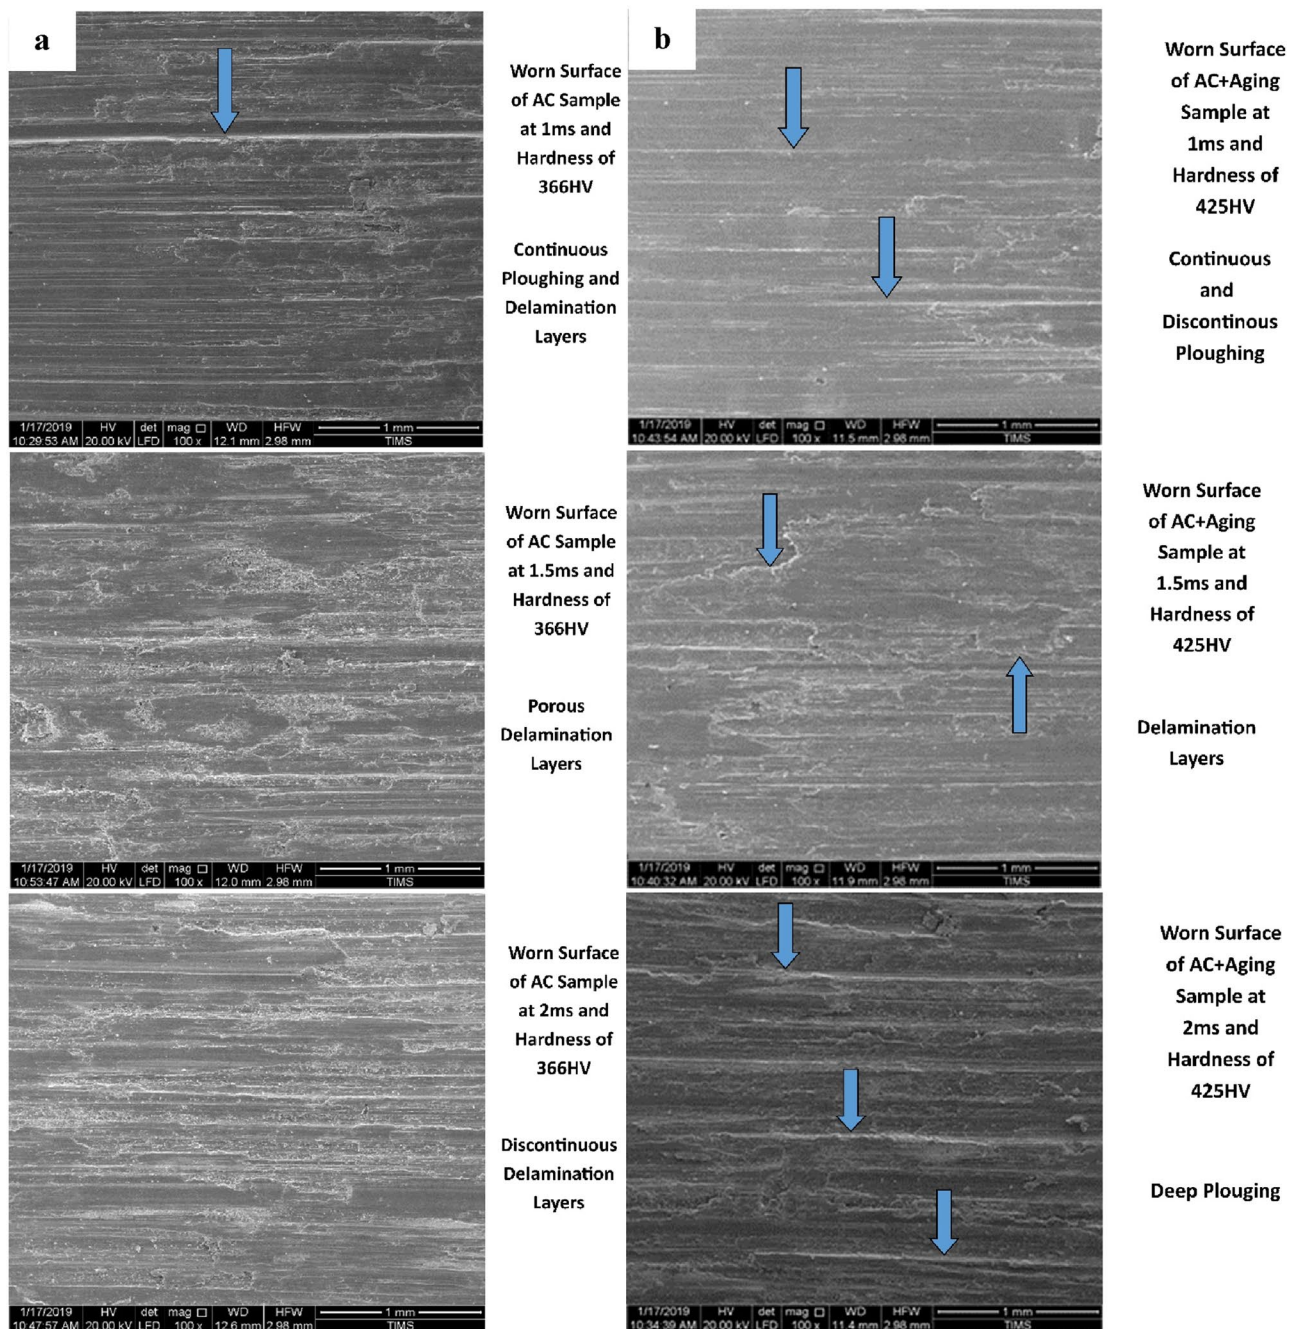 a
Worn Surface
of AC Sample
at 1ms and
Hardness of
366HV
Continuous
Ploughing and
Delamination
Layers
1/17/2019 HV det mag WD HFW 1 mm
10:29:53 AM 20.00 kV LFD 100 x 12.1 mm 2.98 mm TIMS
b
Worn Surface
of AC+Aging
Sample at
1ms and
Hardness of
425HV
Continuous
and
Discontinous
Ploughing
1/17/2019 HV det mag WD HFW 1 mm
10:43:54 AM 20.00 kV LFD 100 x 11.5 mm 2.98 mm TIMS
Worn Surface
of AC Sample
at 1.5ms and
Hardness of
366HV
Porous
Delamination
Layers
1/17/2019 HV det mag WD HFW 1 mm
10:53:47 AM 20.00 kV LFD 100 x 12.0 mm 2.98 mm TIMS
Worn Surface
of AC+Aging
Sample at
1.5ms and
Hardness of
425HV
Delamination
Layers
1/17/2019 HV det mag WD HFW 1 mm
10:40:32 AM 20.00 kV LFD 100 x 11.9 mm 2.98 mm TIMS
Worn Surface
of AC Sample
at 2ms and
Hardness of
366HV
Discontinuous
Delamination
Layers
1/17/2019 HV det mag WD HFW 1 mm
10:47:57 AM 20.00 kV LFD 100 x 12.6 mm 2.98 mm TIMS
Worn Surface
of AC+Aging
Sample at
2ms and
Hardness of
425HV
Deep Plouging
1/17/2019 HV det mag WD HFW 1 mm
10:34:39 AM 20.00 kV LFD 100 x 11.4 mm 2.98 mm TIMS